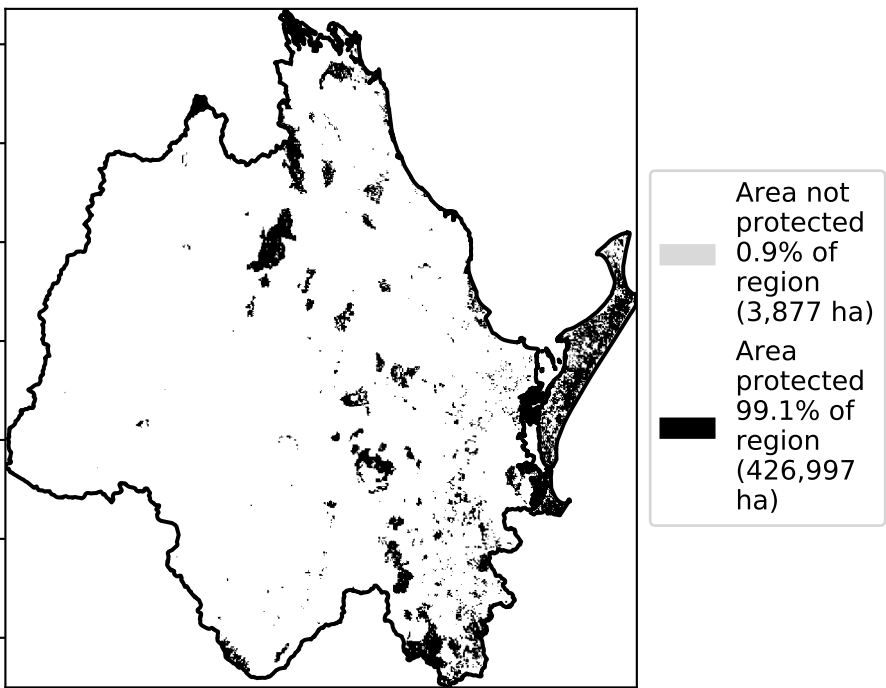 Area not
protected
0.9% of
region
(3,877 ha)
Area
protected
99.1% of
region
(426,997
ha)